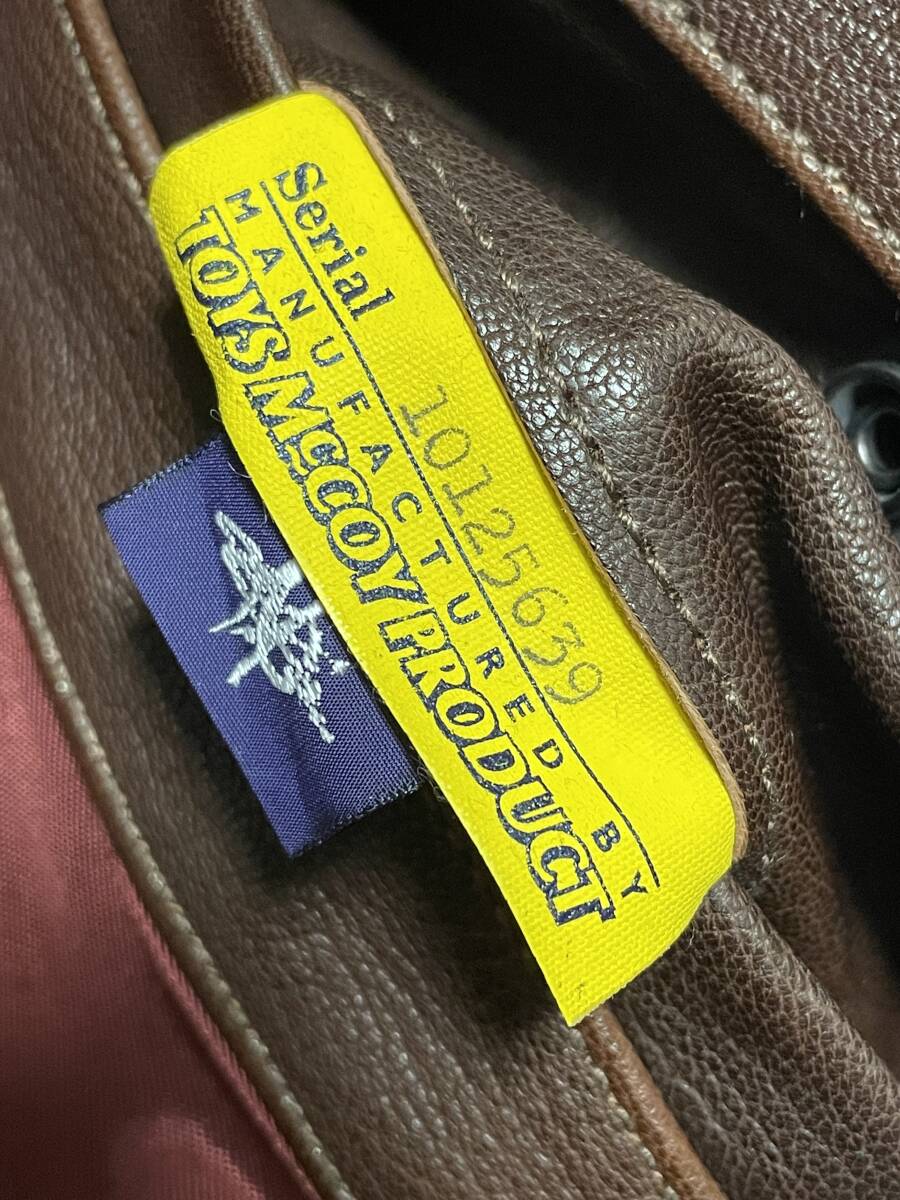 Serial 10125639
MANUFACTURED BY
TOYS McCOY PRODUCT